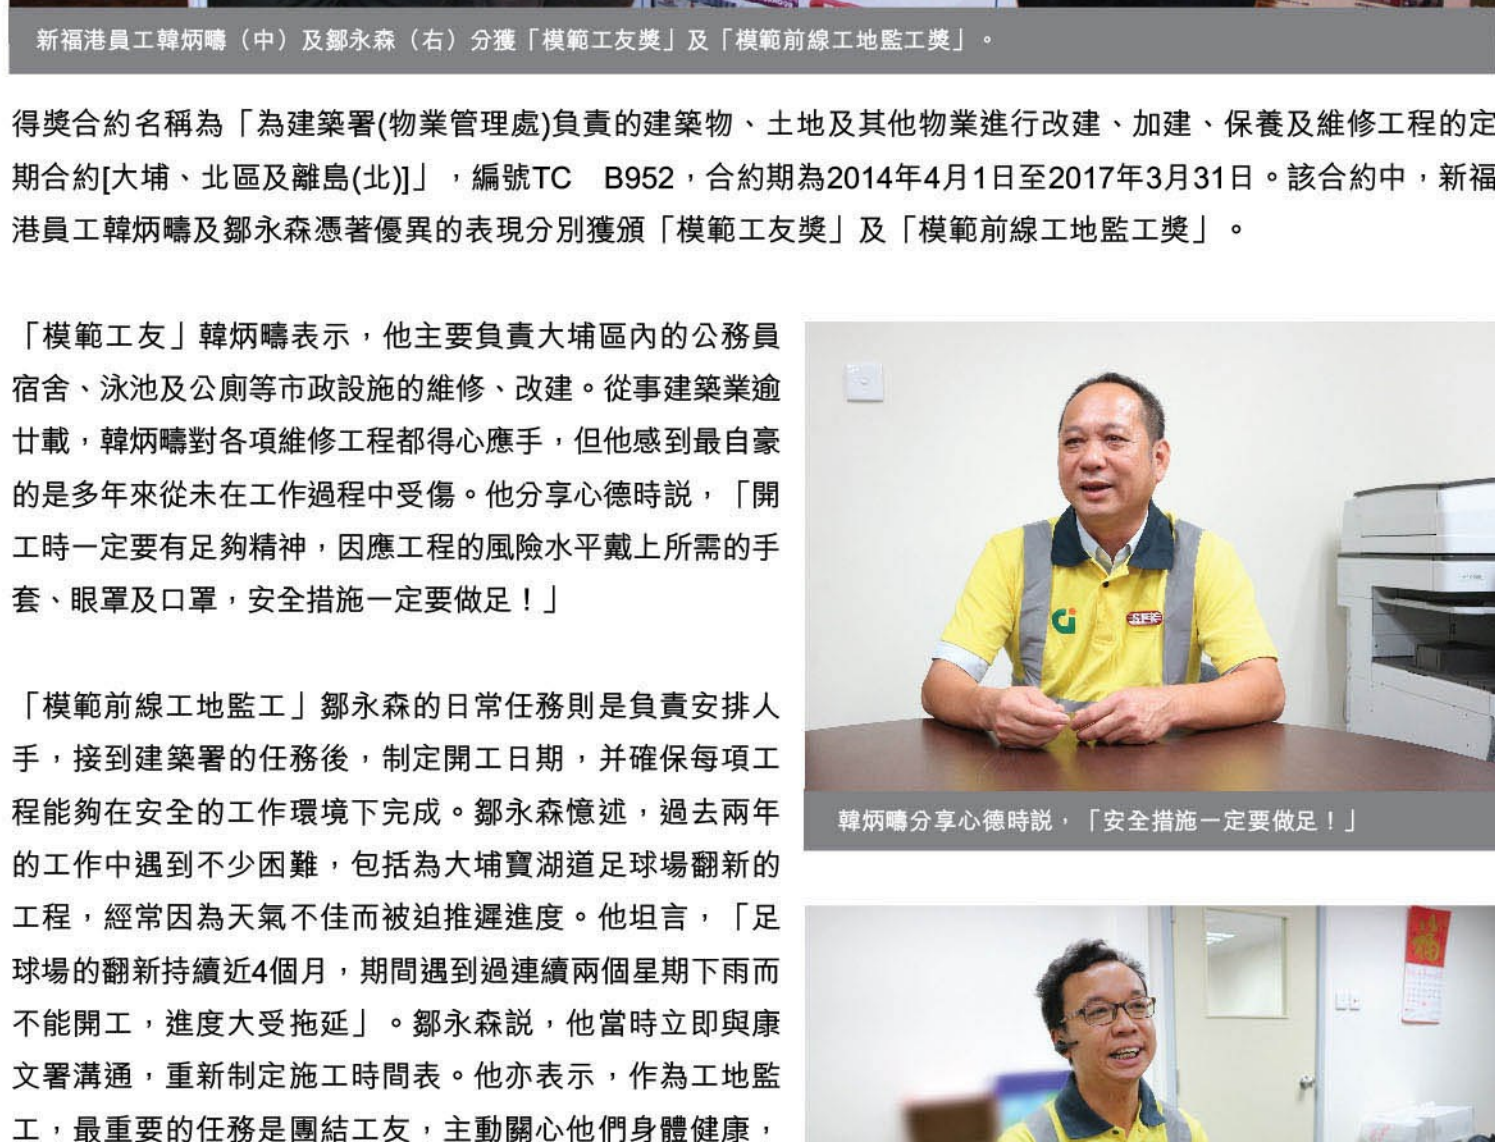 新福港員工韓炳疇（中）及鄒永森（右）分獲「模範工友獎」及「模範前線工地監工獎」。
得獎合約名稱為「為建築署(物業管理處)負責的建築物、土地及其他物業進行改建、加建、保養及維修工程的定
期合約[大埔、北區及離島(北)]」，編號TC　B952，合約期為2014年4月1日至2017年3月31日。該合約中，新福
港員工韓炳疇及鄒永森憑著優異的表現分別獲頒「模範工友獎」及「模範前線工地監工獎」。
「模範工友」韓炳疇表示，他主要負責大埔區內的公務員
宿舍、泳池及公廁等市政設施的維修、改建。從事建築業逾
廿載，韓炳疇對各項維修工程都得心應手，但他感到最自豪
的是多年來從未在工作過程中受傷。他分享心德時説，「開
工時一定要有足夠精神，因應工程的風險水平戴上所需的手
套、眼罩及口罩，安全措施一定要做足！」
「模範前線工地監工」鄒永森的日常任務則是負責安排人
手，接到建築署的任務後，制定開工日期，并確保每項工
程能夠在安全的工作環境下完成。鄒永森憶述，過去兩年
的工作中遇到不少困難，包括為大埔寶湖道足球場翻新的
工程，經常因為天氣不佳而被迫推遲進度。他坦言，「足
球場的翻新持續近4個月，期間遇到過連續兩個星期下雨而
不能開工，進度大受拖延」。鄒永森説，他當時立即與康
文署溝通，重新制定施工時間表。他亦表示，作為工地監
工，最重要的任務是團結工友，主動關心他們身體健康，
韓炳疇分享心德時説，「安全措施一定要做足！」
福